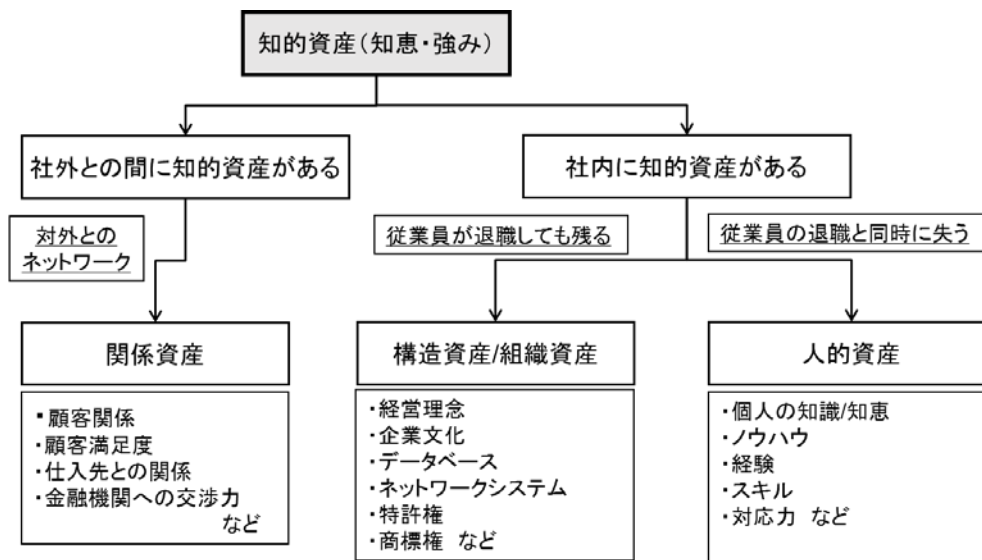 知的資産（知恵・強み）
社外との間に知的資産がある
社内に知的資産がある
対外との
ネットワーク
従業員が退職しても残る
従業員の退職と同時に失う
関係資産
・顧客関係
・顧客満足度
・仕入先との関係
・金融機関への交渉力
など
構造資産/組織資産
・経営理念
・企業文化
・データベース
・ネットワークシステム
・特許権
・商標権 など
人的資産
・個人の知識/知恵
・ノウハウ
・経験
・スキル
・対応力 など